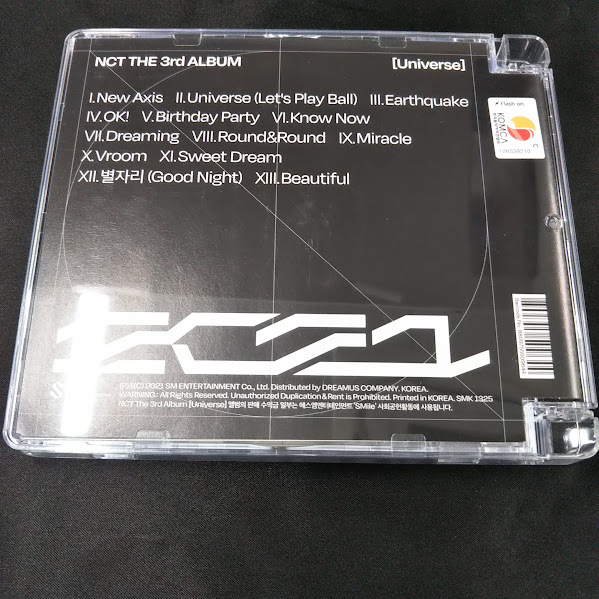 NCT THE 3rd ALBUM [Universe]
I.New Axis II.Universe (Let's Play Ball) III.Earthquake
IV.OK! V.Birthday Party VI.Know Now
VII.Dreaming VIII.Round&Round IX.Miracle
X.Vroom XI.Sweet Dream
XII.별자리 (Good Night) XIII.Beautiful
Flash on
KOMCA
C
2021
(P)&(C) 2021 SM ENTERTAINMENT Co., Ltd. Distributed by DREAMUS COMPANY. KOREA.
WARNING : All Rights Reserved. Unauthorized Duplication & Rent is Prohibited. Printed in KOREA. SMK 1325
NCT The 3rd Album [Universe] 앨범의 판매 수익금 일부는 에스엠엔터테인먼트 'SMile' 사회공헌활동에 사용됩니다.